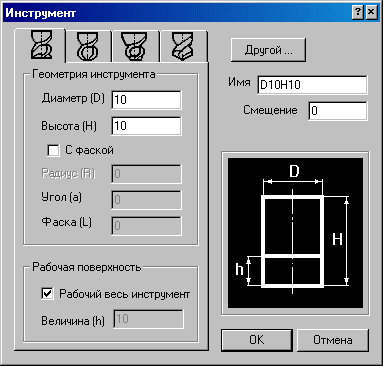 Инструмент
Геометрия инструмента
Диаметр (D) 10
Высота (H) 10
С фаской
Радиус (R) 0
Угол (a) 0
Фаска (L) 0
Рабочая поверхность
Рабочий весь инструмент
Величина (h) 10
Другой ...
Имя D10H10
Смещение 0
D
H
h
OK Отмена